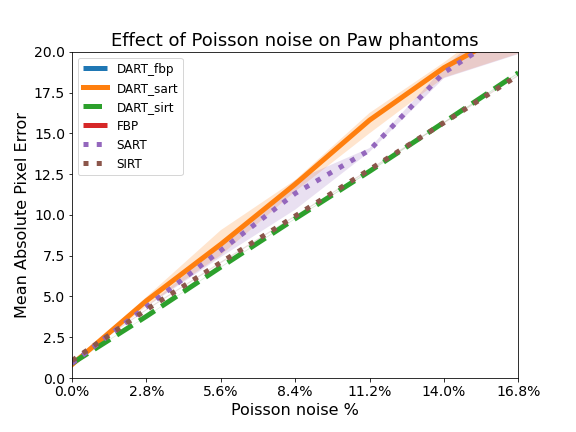 Effect of Poisson noise on Paw phantoms
Mean Absolute Pixel Error
20.0
17.5
15.0
12.5
10.0
7.5
5.0
2.5
0.0
DART_fbp
DART_sart
DART_sirt
FBP
SART
SIRT
0.0% 2.8% 5.6% 8.4% 11.2% 14.0% 16.8%
Poisson noise %